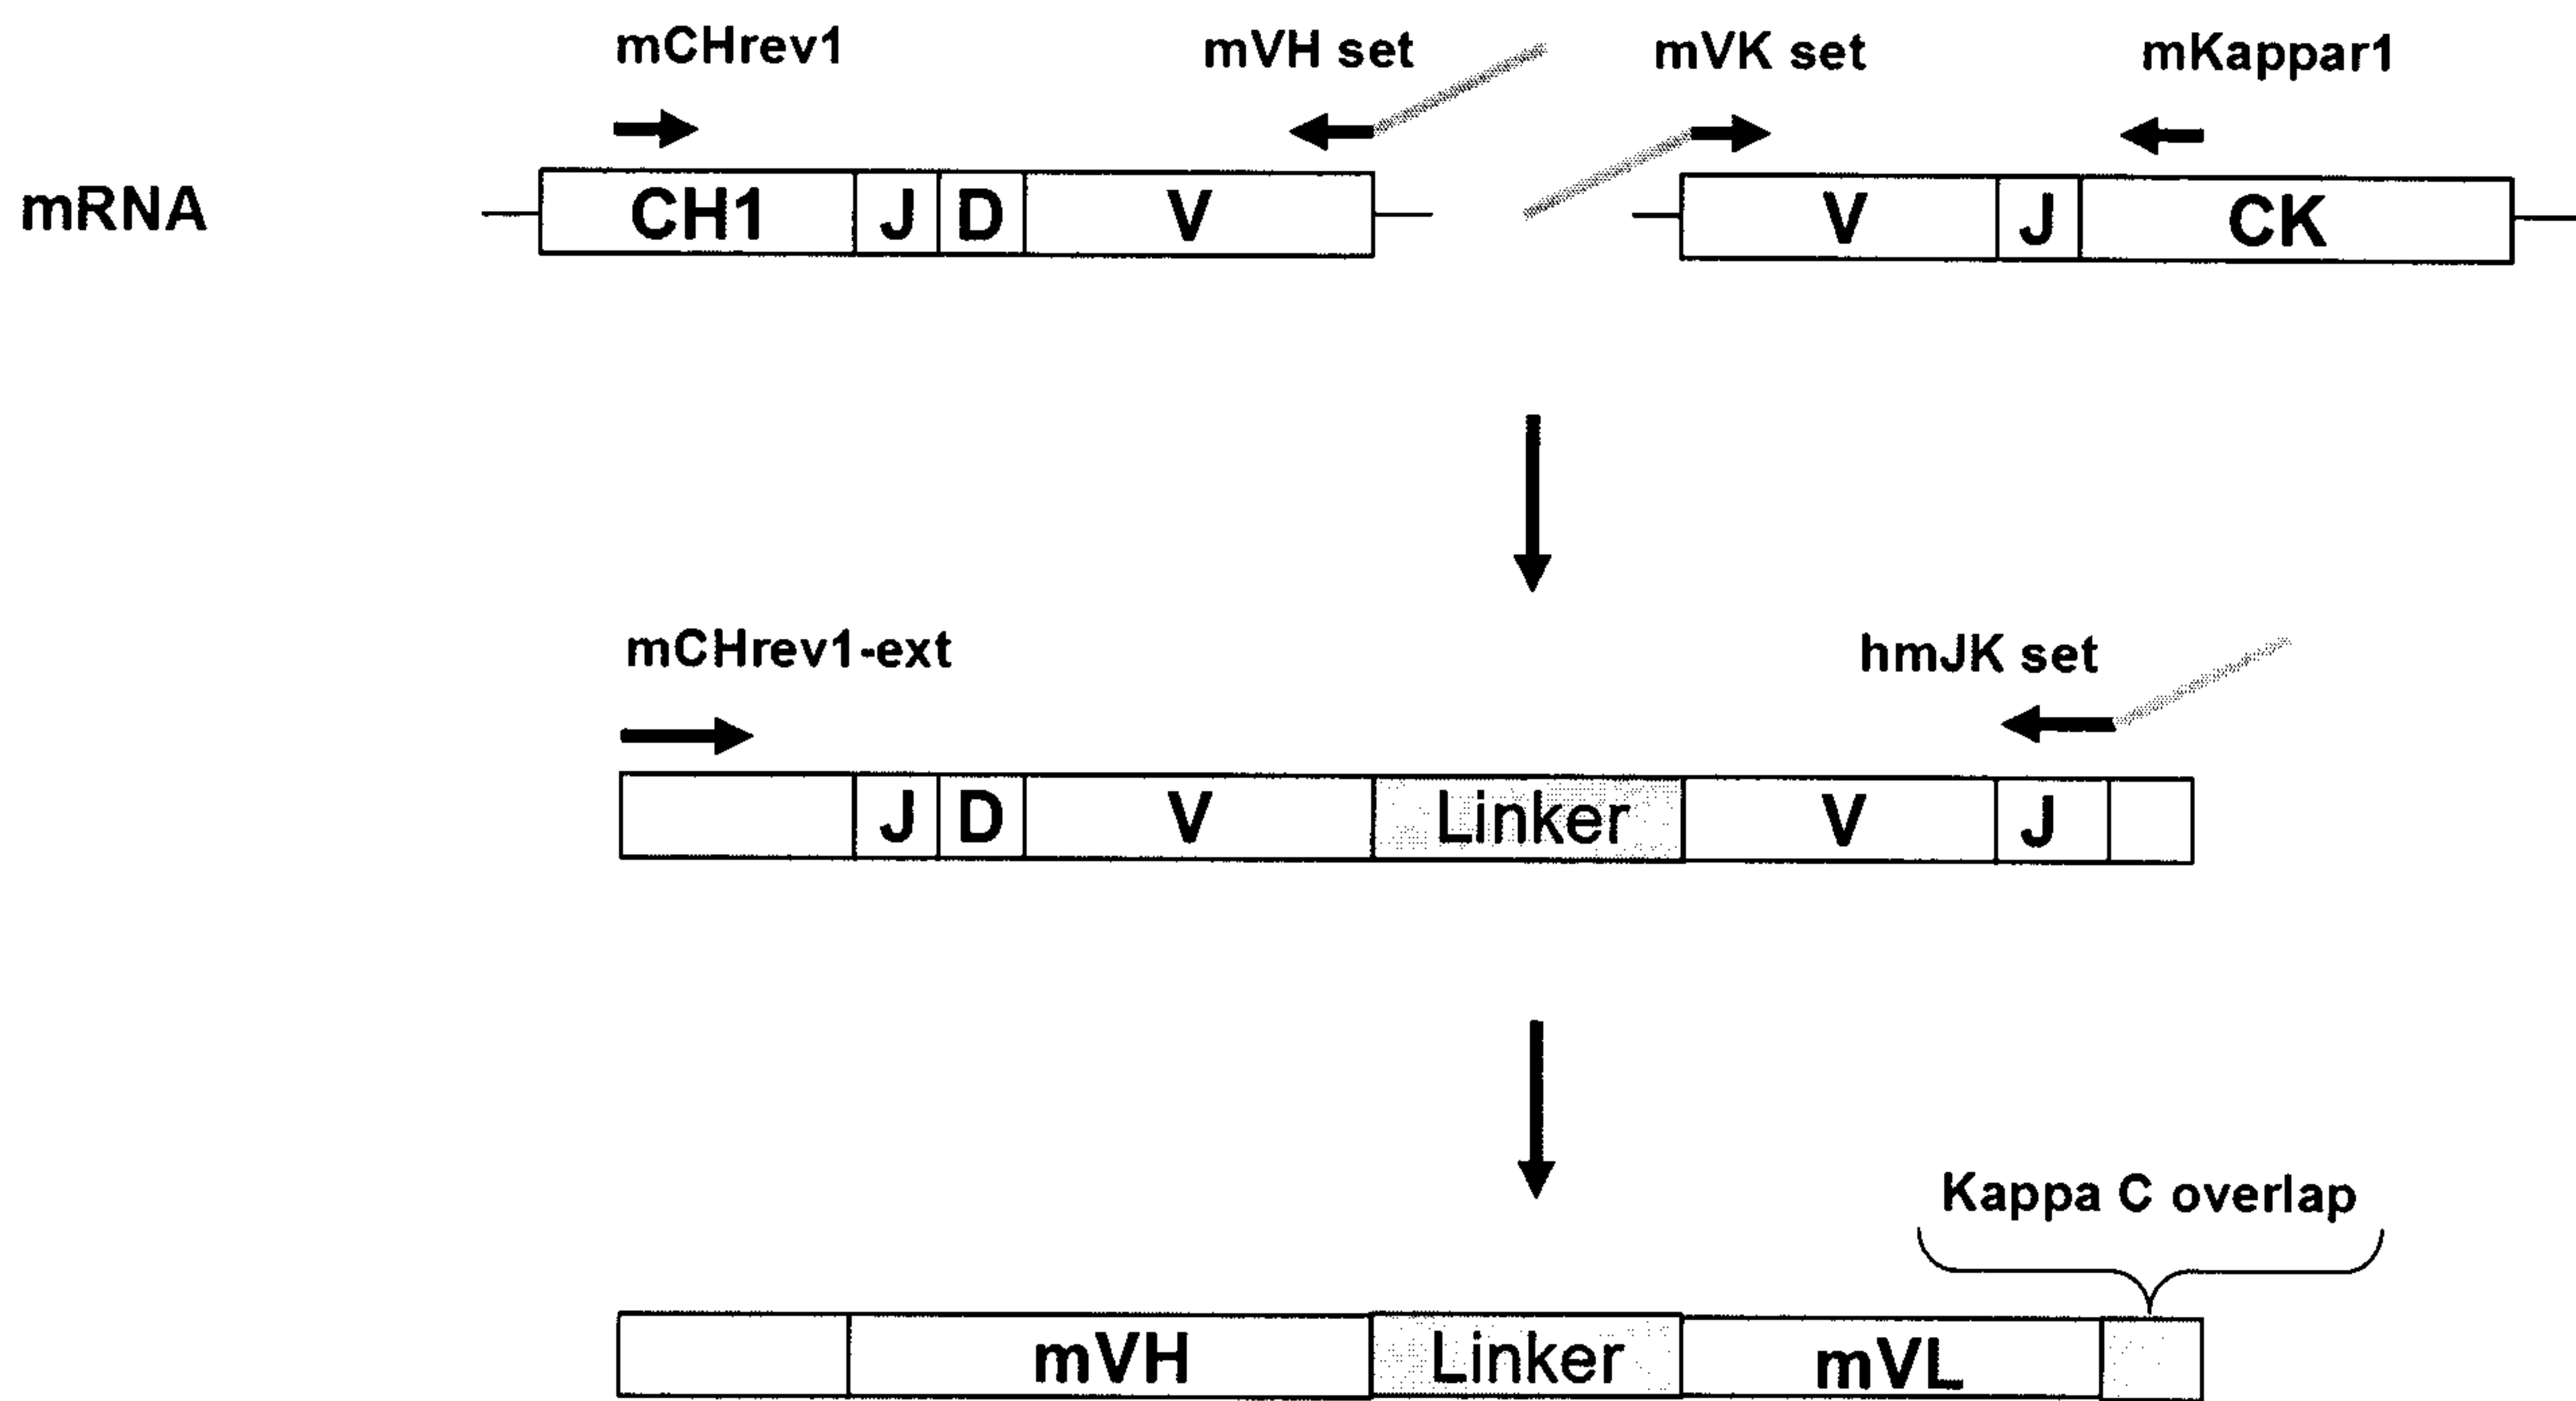 mCHrev1 mVH set mVK set mKappar1
mRNA CH1 J D V V J CK
mCHrev1-ext hmJK set
J D V Linker V J
Kappa C overlap
mVH Linker mVL